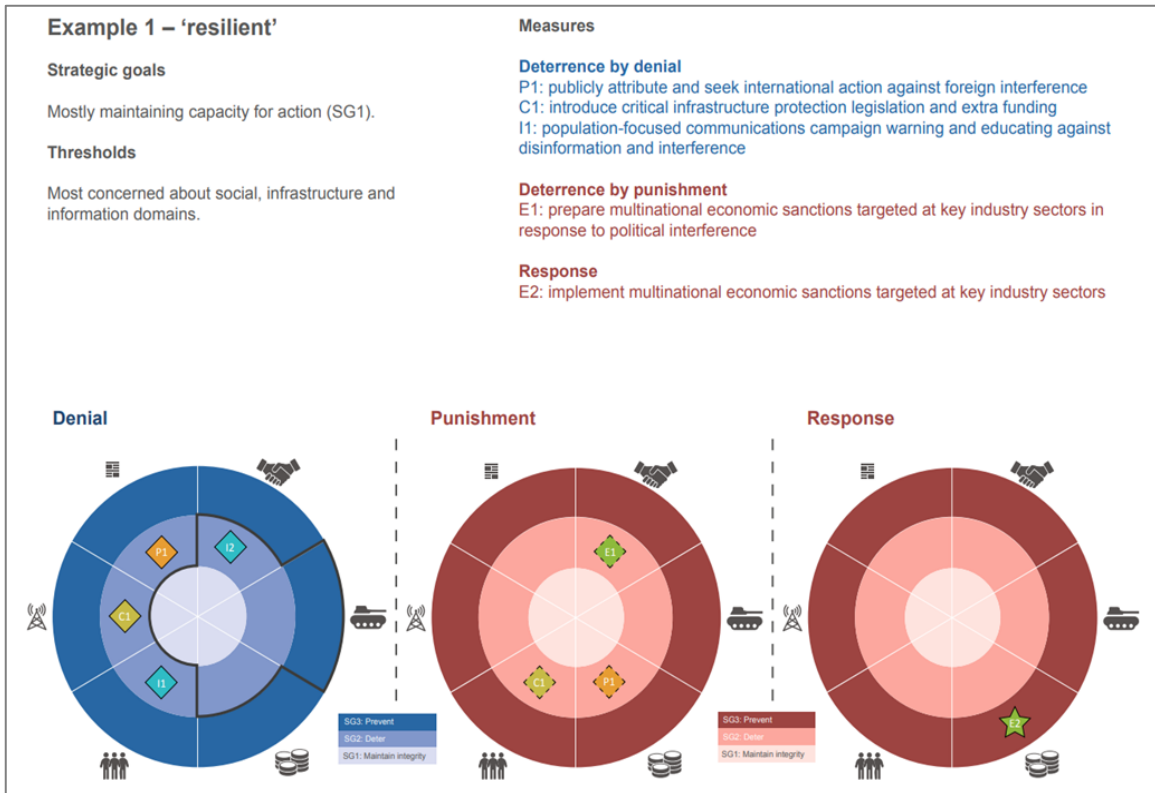 Example 1 – ‘resilient’
Strategic goals
Mostly maintaining capacity for action (SG1).
Thresholds
Most concerned about social, infrastructure and
information domains.
Measures
Deterrence by denial
P1: publicly attribute and seek international action against foreign interference
C1: introduce critical infrastructure protection legislation and extra funding
I1: population-focused communications campaign warning and educating against
disinformation and interference
Deterrence by punishment
E1: prepare multinational economic sanctions targeted at key industry sectors in
response to political interference
Response
E2: implement multinational economic sanctions targeted at key industry sectors
Denial
P1
I2
C1
I1
SG3: Prevent
SG2: Deter
SG1: Maintain integrity
Punishment
E1
C1
P1
SG3: Prevent
SG2: Deter
SG1: Maintain integrity
Response
E2